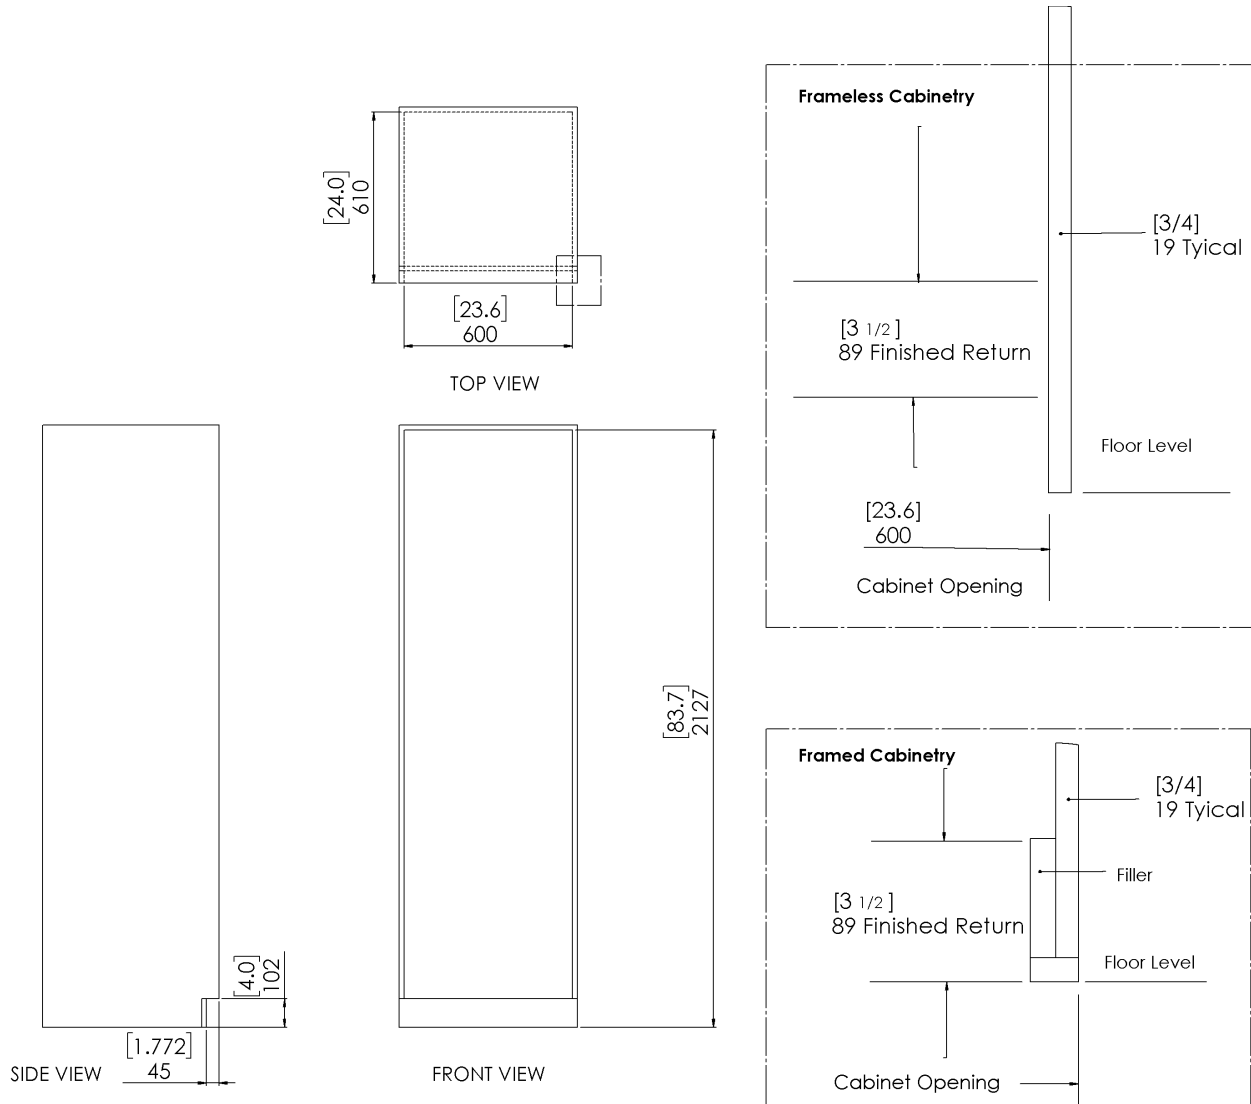 [24.0]
610
[23.6]
600
TOP VIEW
Frameless Cabinetry
[3/4]
19 Tyical
[3 1/2 ]
89 Finished Return
Floor Level
[23.6]
600
Cabinet Opening
[83.7]
2127
[4.0]
102
[1.772]
45
SIDE VIEW
FRONT VIEW
Framed Cabinetry
[3/4]
19 Tyical
Filler
[3 1/2 ]
89 Finished Return
Floor Level
Cabinet Opening